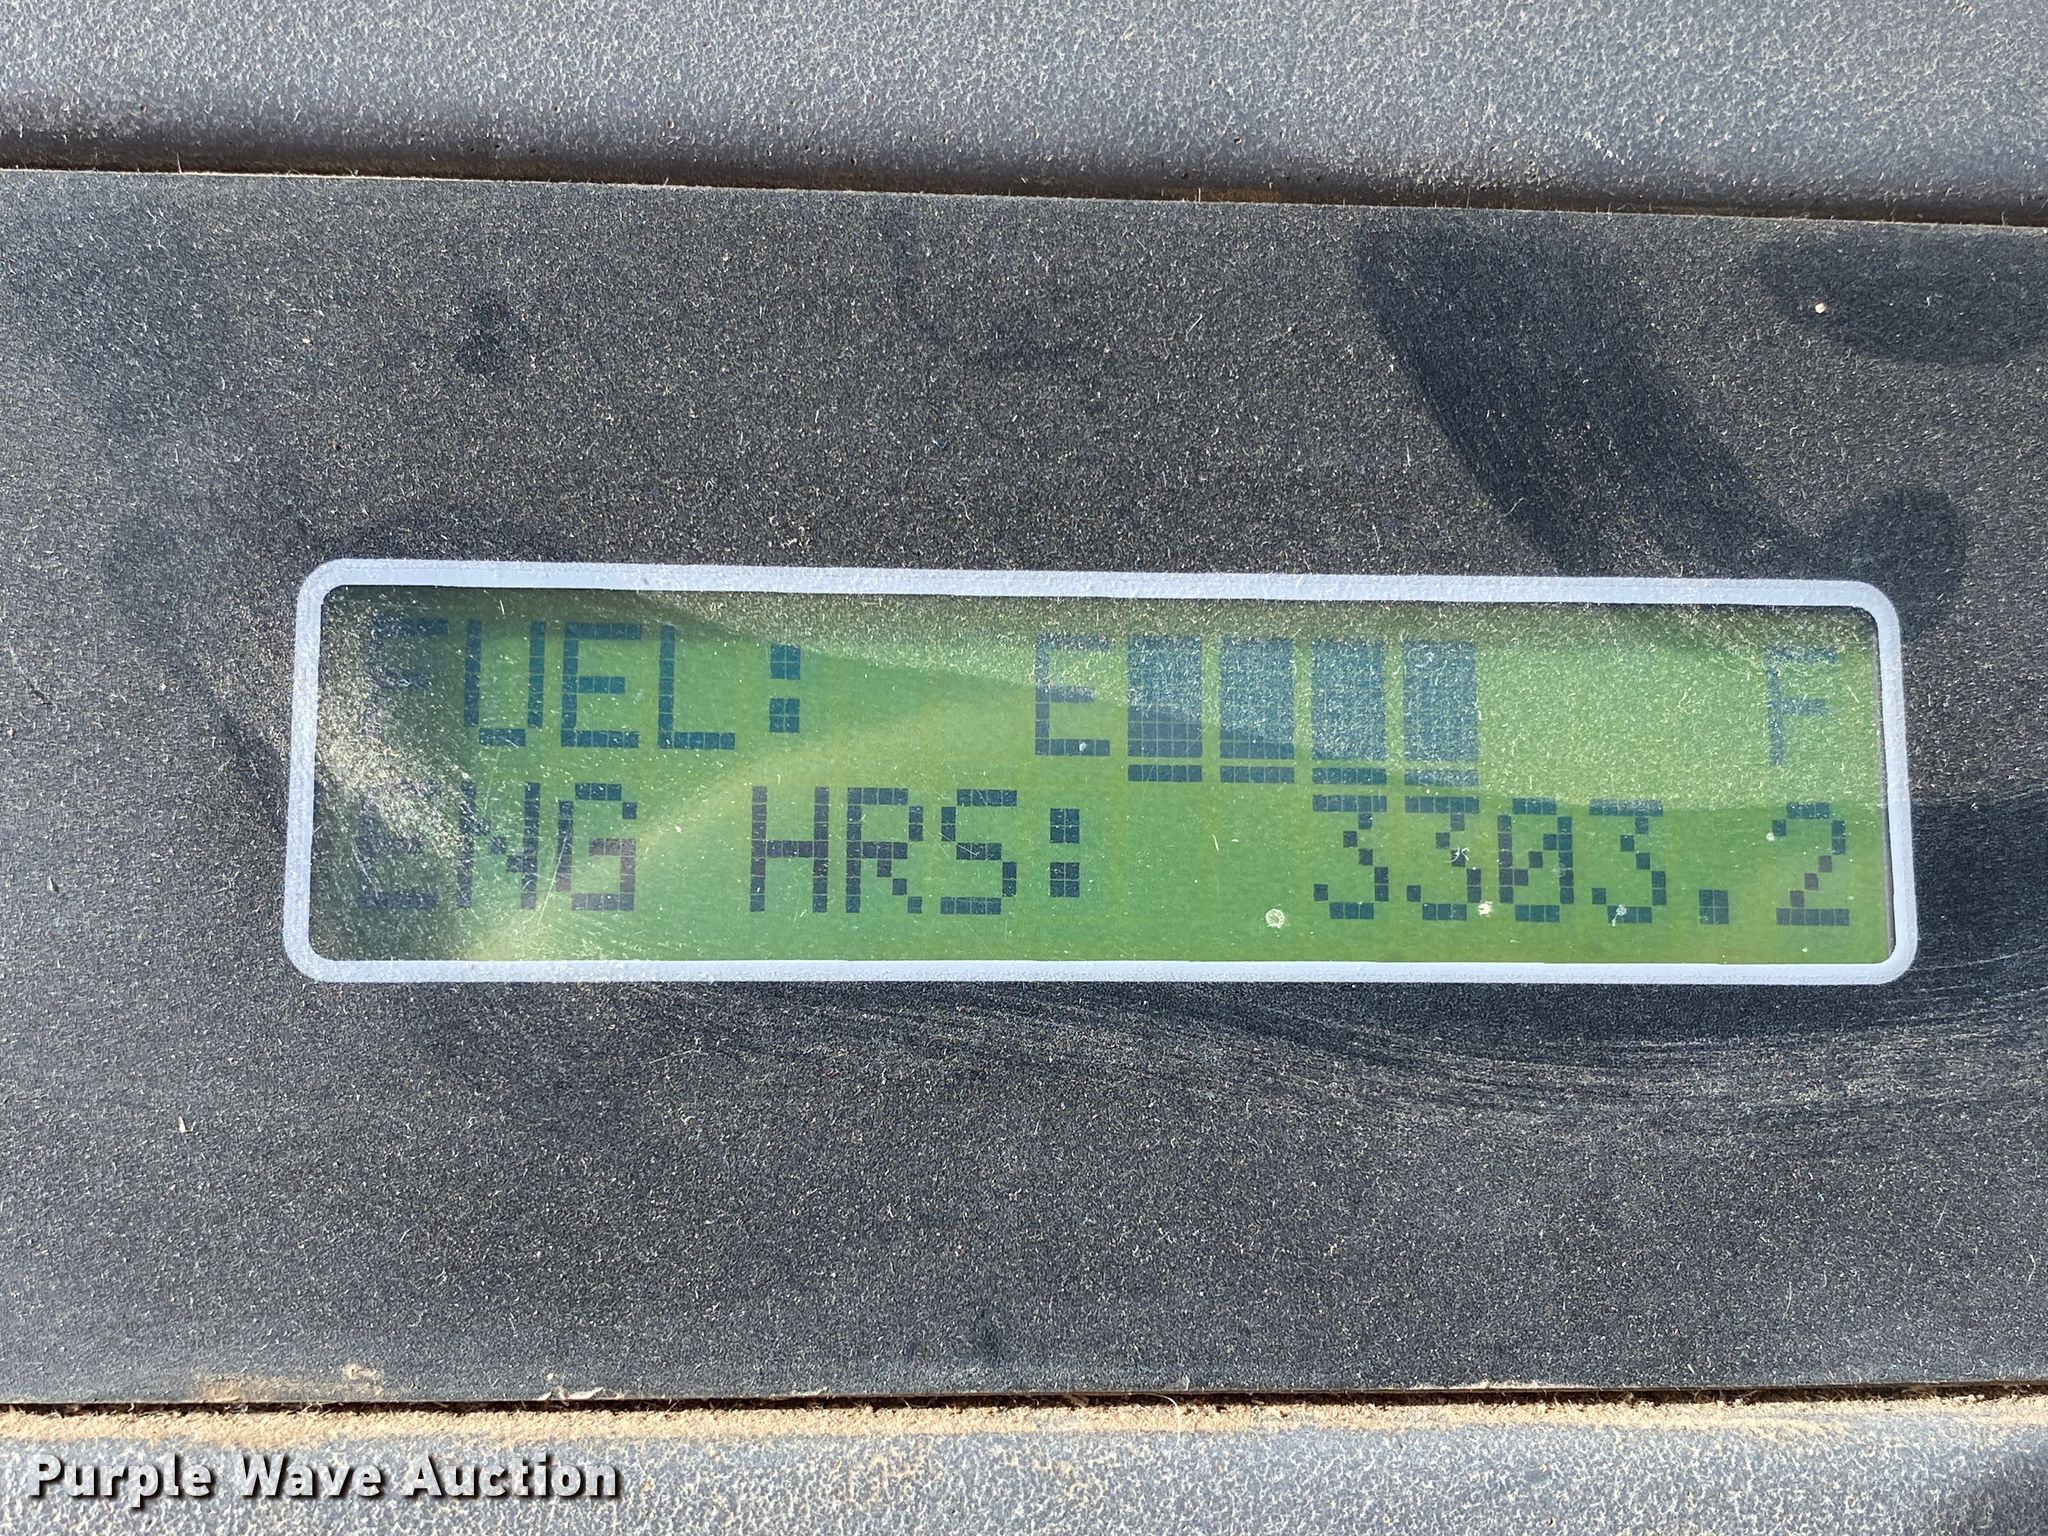 FUEL: E████ F
ENG HRS: 3303.2
Purple Wave Auction